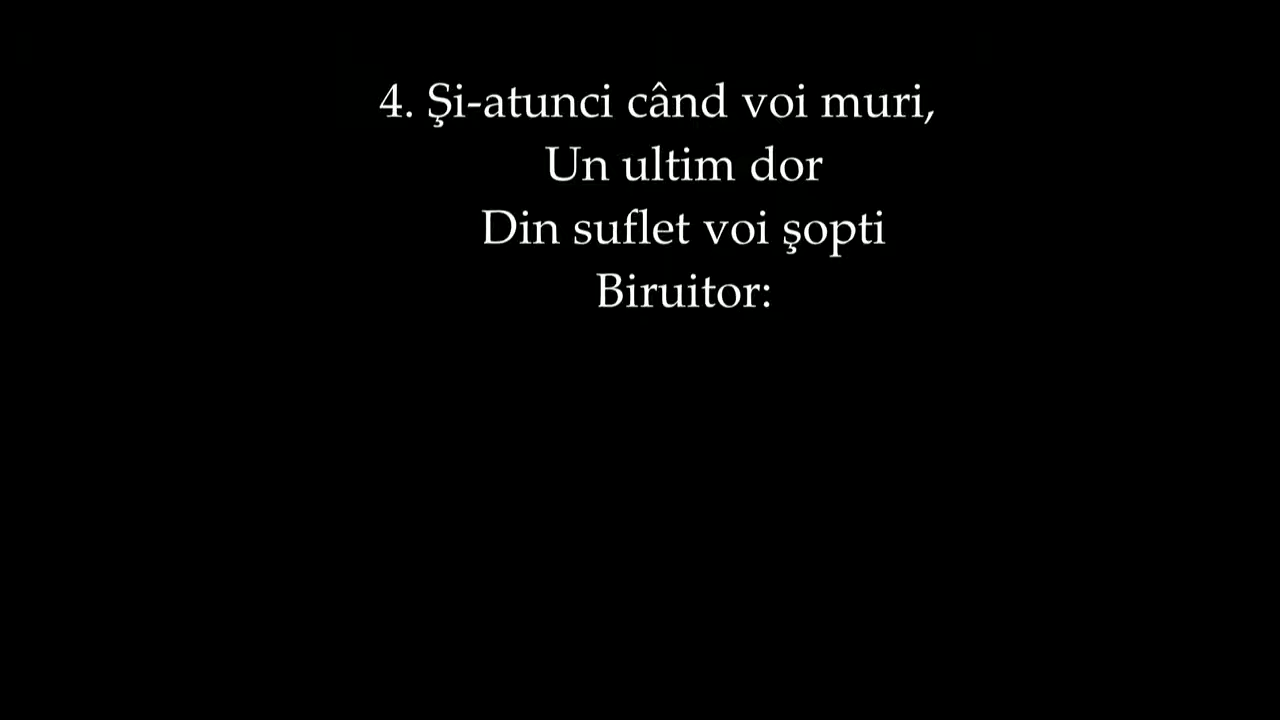 4. Şi-atunci când voi muri,
Un ultim dor
Din suflet voi şopti
Biruitor: